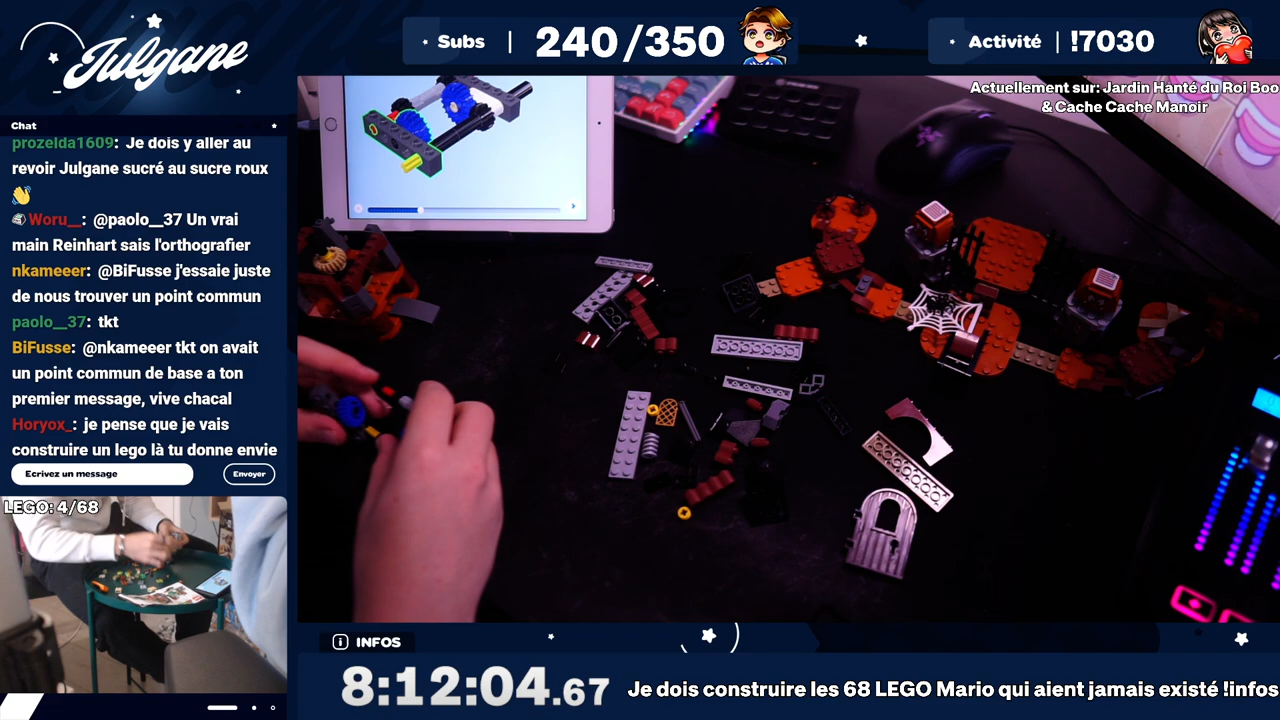 Julgane
Subs | 240/350
Activité | !7030
Actuellement sur: Jardin Hanté du Roi Boo
& Cache Cache Manoir
Chat
prozelda1609: Je dois y aller au
revoir Julgane sucré au sucre roux
👋
Woru__: @paolo__37 Un vrai
main Reinhart sais l'orthografier
nkameeer: @BiFusse j'essaie juste
de nous trouver un point commun
paolo__37: tkt
BiFusse: @nkameeer tkt on avait
un point commun de base a ton
premier message, vive chacal
Horyox_: je pense que je vais
construire un lego là tu donne envie
Ecrivez un message
Envoyer
LEGO: 4/68
INFOS
8:12:04.67
Je dois construire les 68 LEGO Mario qui aient jamais existé !infos